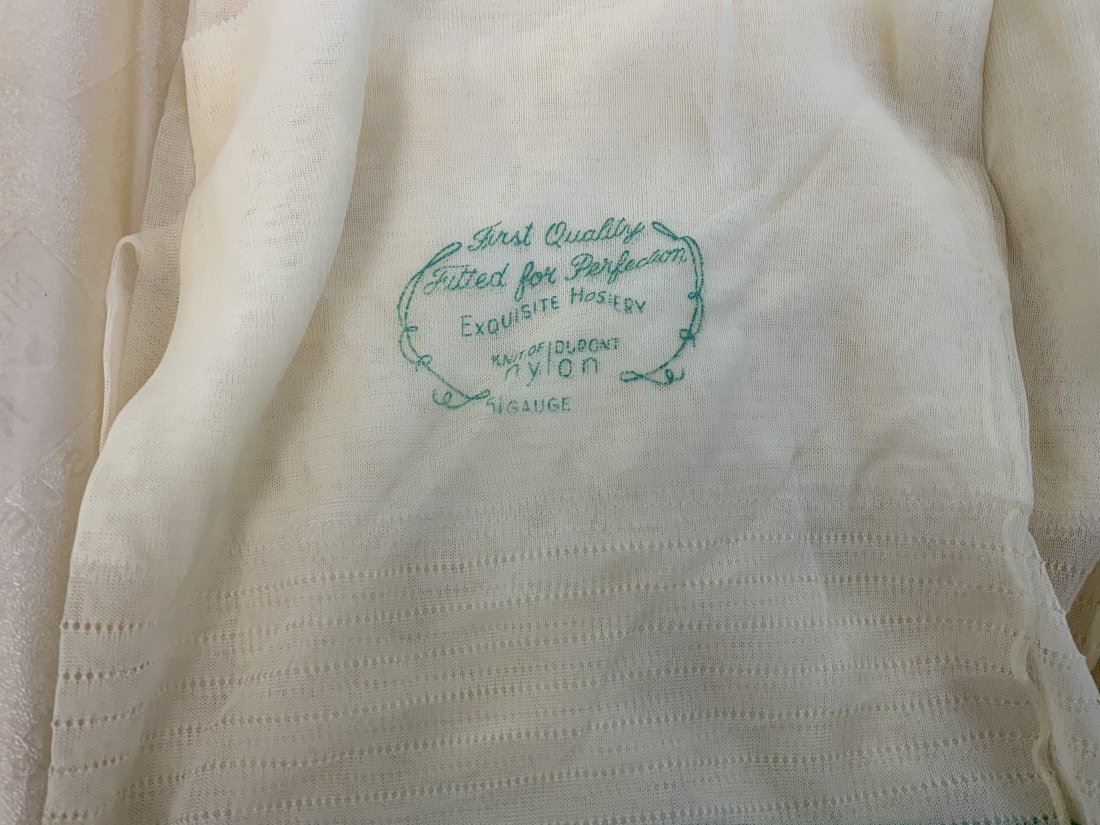 First Quality
Fitted for Perfection
EXQUISITE HOSIERY
KNIT OF DUPONT
nylon
51 GAUGE